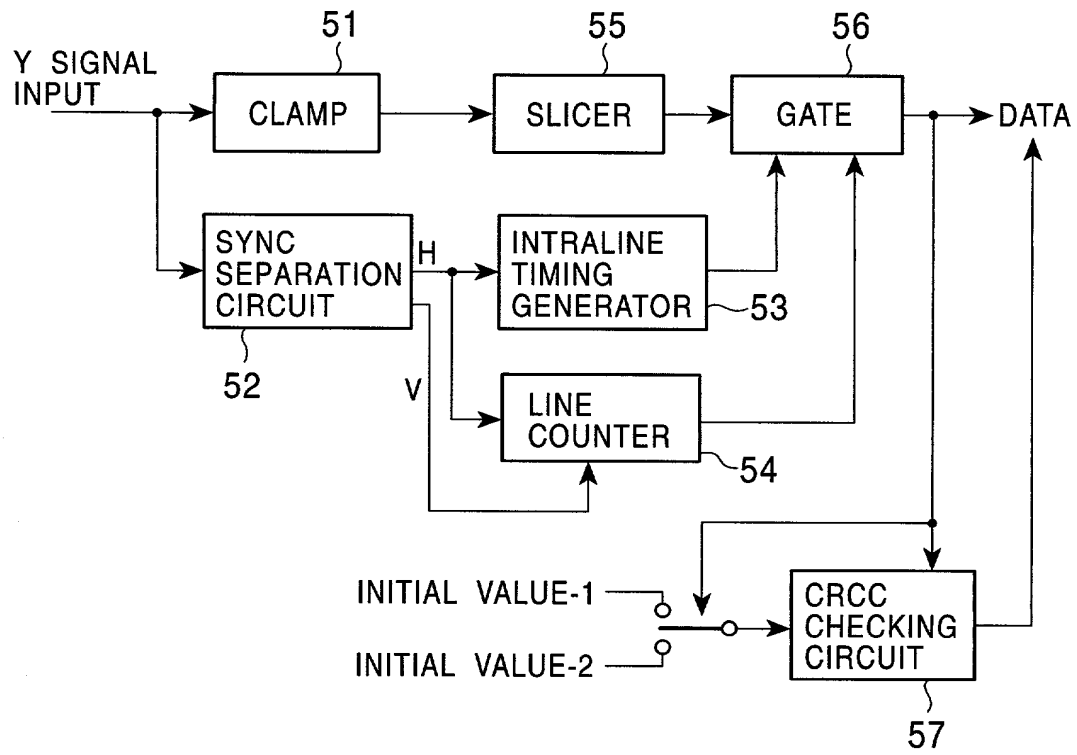 51
55
56
Y SIGNAL
INPUT
CLAMP
SLICER
GATE
DATA
SYNC
SEPARATION
CIRCUIT
H
INTRALINE
TIMING
GENERATOR
53
52
V
LINE
COUNTER
54
INITIAL VALUE-1
INITIAL VALUE-2
CRCC
CHECKING
CIRCUIT
57